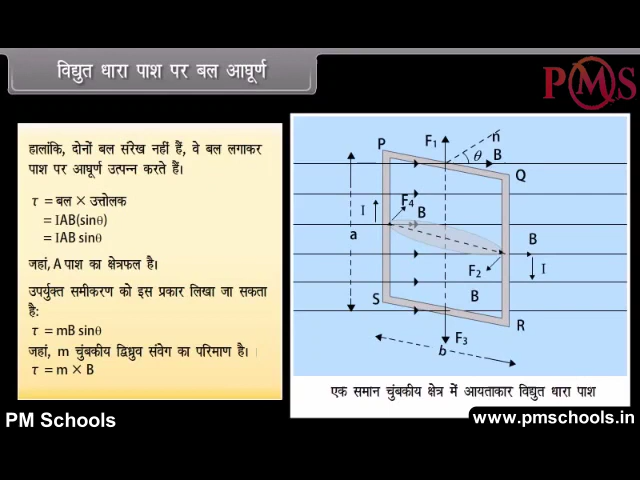 विद्युत धारा पाश पर बल आघूर्ण
PMS
हालांकि, दोनों बल संरेख नहीं हैं, वे बल लगाकर
पाश पर आघूर्ण उत्पन्न करते हैं।
τ = बल × उत्तोलक
= IAB(sinθ)
= IAB sinθ
जहां, A पाश का क्षेत्रफल है।
उपर्युक्त समीकरण को इस प्रकार लिखा जा सकता
है:
τ = mB sinθ
जहां, m चुंबकीय द्विध्रुव संवेग का परिमाण है।
τ = m × B
P
F₁
n
θ
B
Q
I
F₄
B
a
B
F₂
I
S
B
R
F₃
b
एक समान चुंबकीय क्षेत्र में आयताकार विद्युत धारा पाश
PM Schools
www.pmschools.in